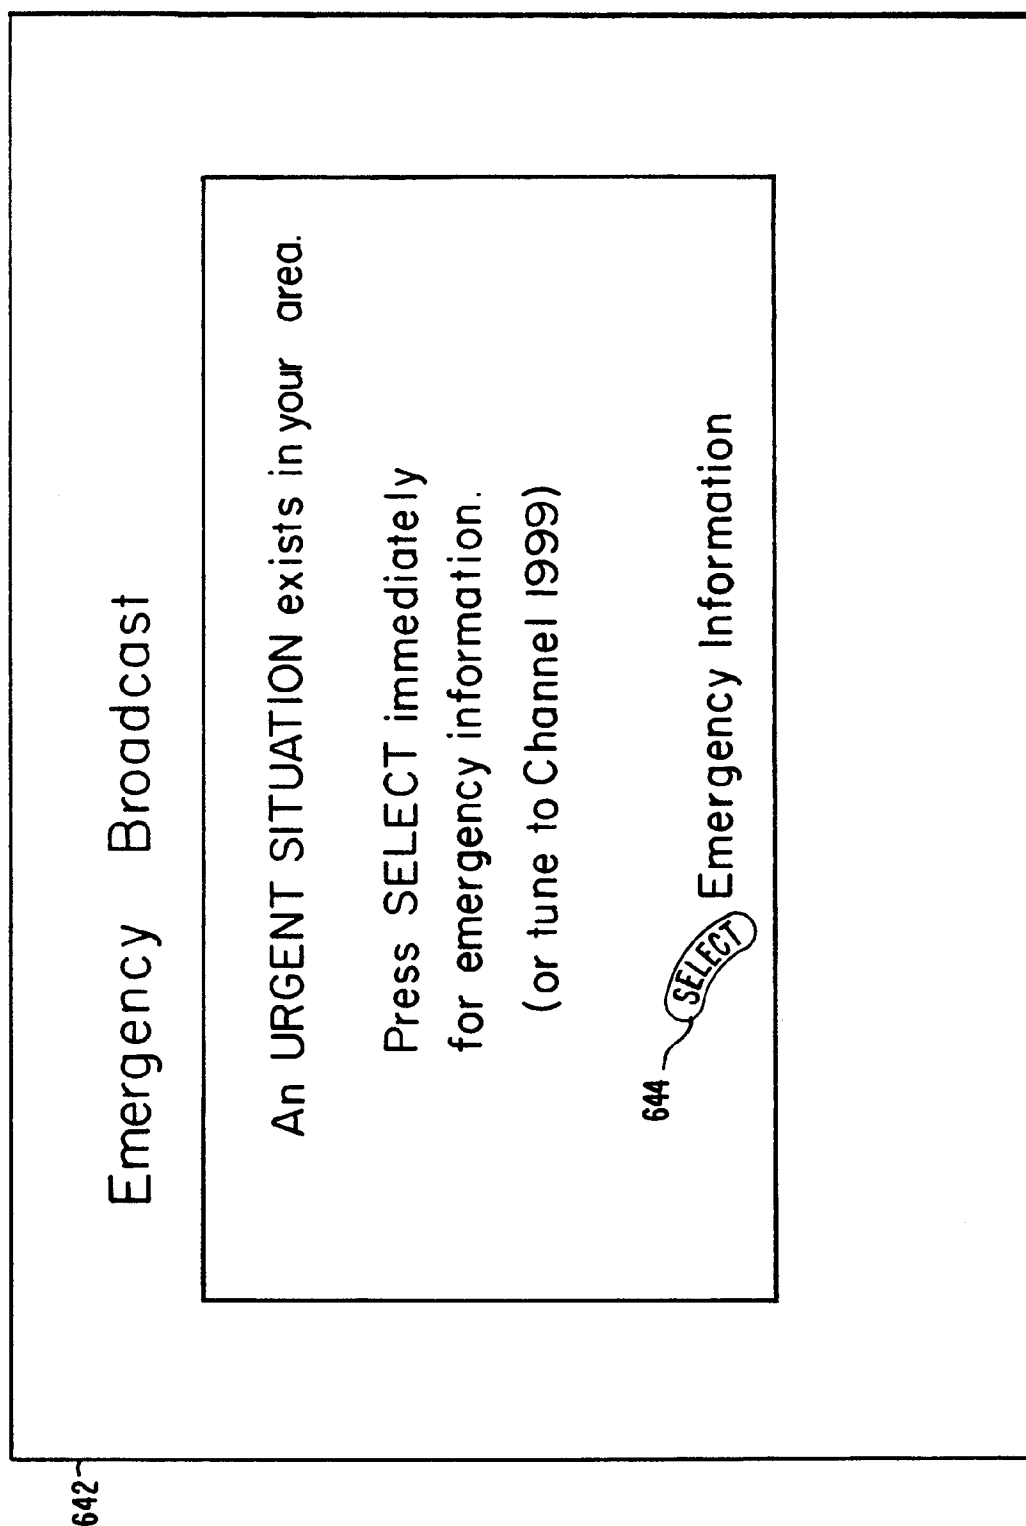 642
Emergency Broadcast
An URGENT SITUATION exists in your area.
Press SELECT immediately
for emergency information.
(or tune to Channel 1999)
644
SELECT Emergency Information